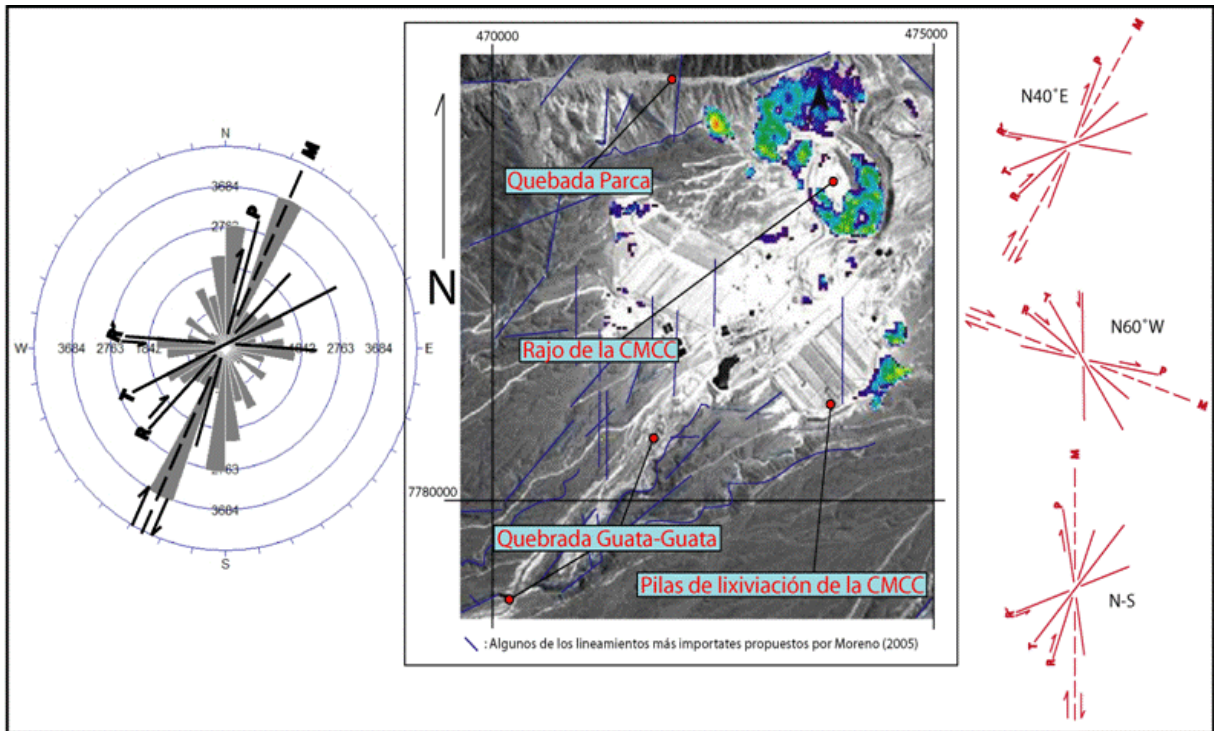 N
M
P
3684
2762
W
3684
2763
1842
1842
2763
3684
E
R'
T
R
2763
3684
S
470000
475000
N
Quebada Parca
Rajo de la CMCC
7780000
Quebrada Guata-Guata
Pilas de lixiviación de la CMCC
: Algunos de los lineamientos más importates propuestos por Moreno (2005)
M
P
N40°E
R'
T
R
T
R
N60°W
P
M
M
P
R'
N-S
T
R